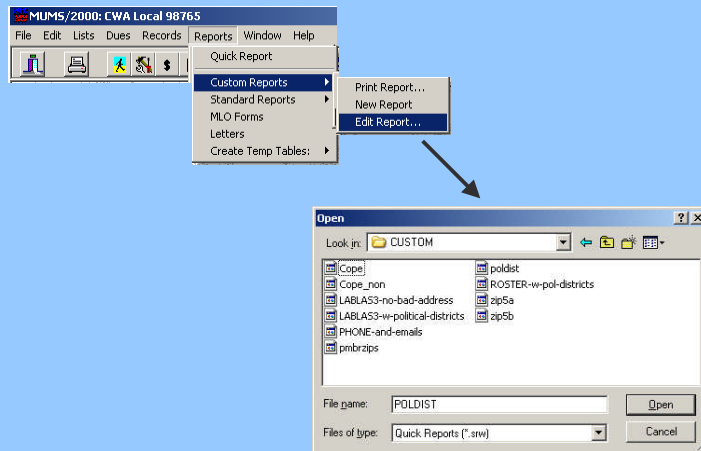 MUMS/2000: CWA Local 98765
File Edit Lists Dues Records Reports Window Help
$
Quick Report
Custom Reports
Standard Reports
MLO Forms
Letters
Create Temp Tables:
Print Report...
New Report
Edit Report...
Open
Look in: CUSTOM
Cope
Cope_non
LABLAS3-no-bad-address
LABLAS3-w-political-districts
PHONE-and-emails
pmbrzips
poldist
ROSTER-w-pol-districts
zip5a
zip5b
File name: POLDIST Open
Files of type: Quick Reports (*.srw) Cancel